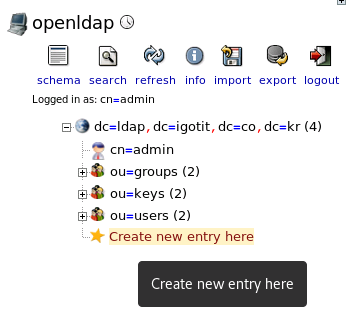 openldap
schema search refresh info import export logout
Logged in as: cn=admin
dc=ldap, dc=igotit, dc=co, dc=kr (4)
cn=admin
ou=groups (2)
ou=keys (2)
ou=users (2)
Create new entry here
Create new entry here